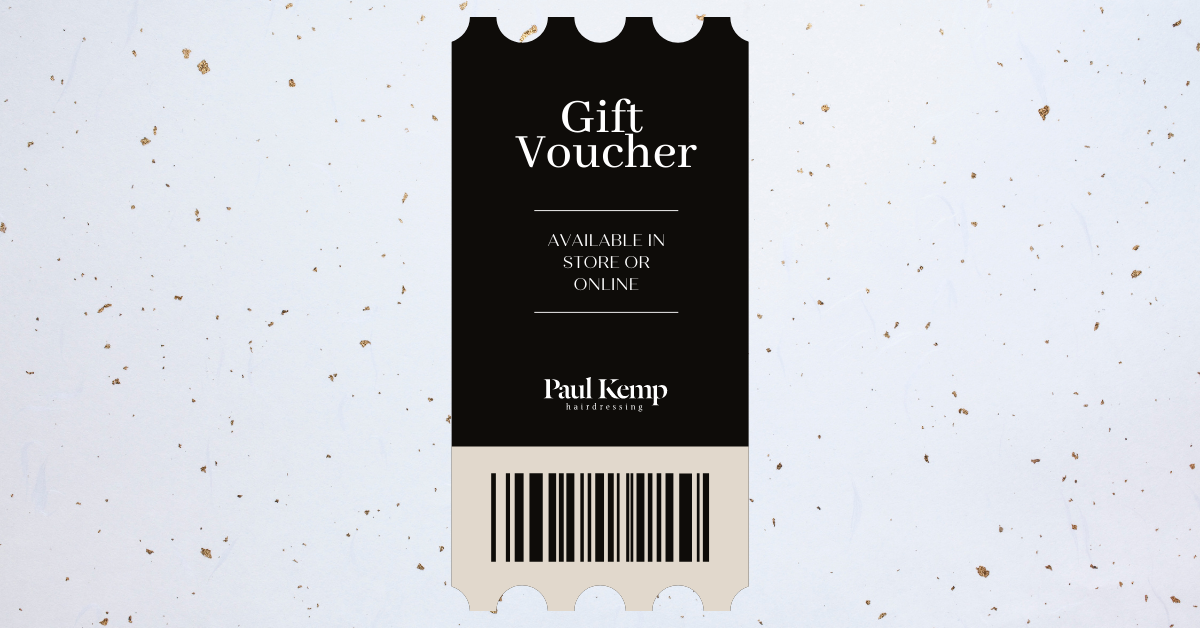 Gift
Voucher
AVAILABLE IN
STORE OR
ONLINE
Paul Kemp
hairdressing